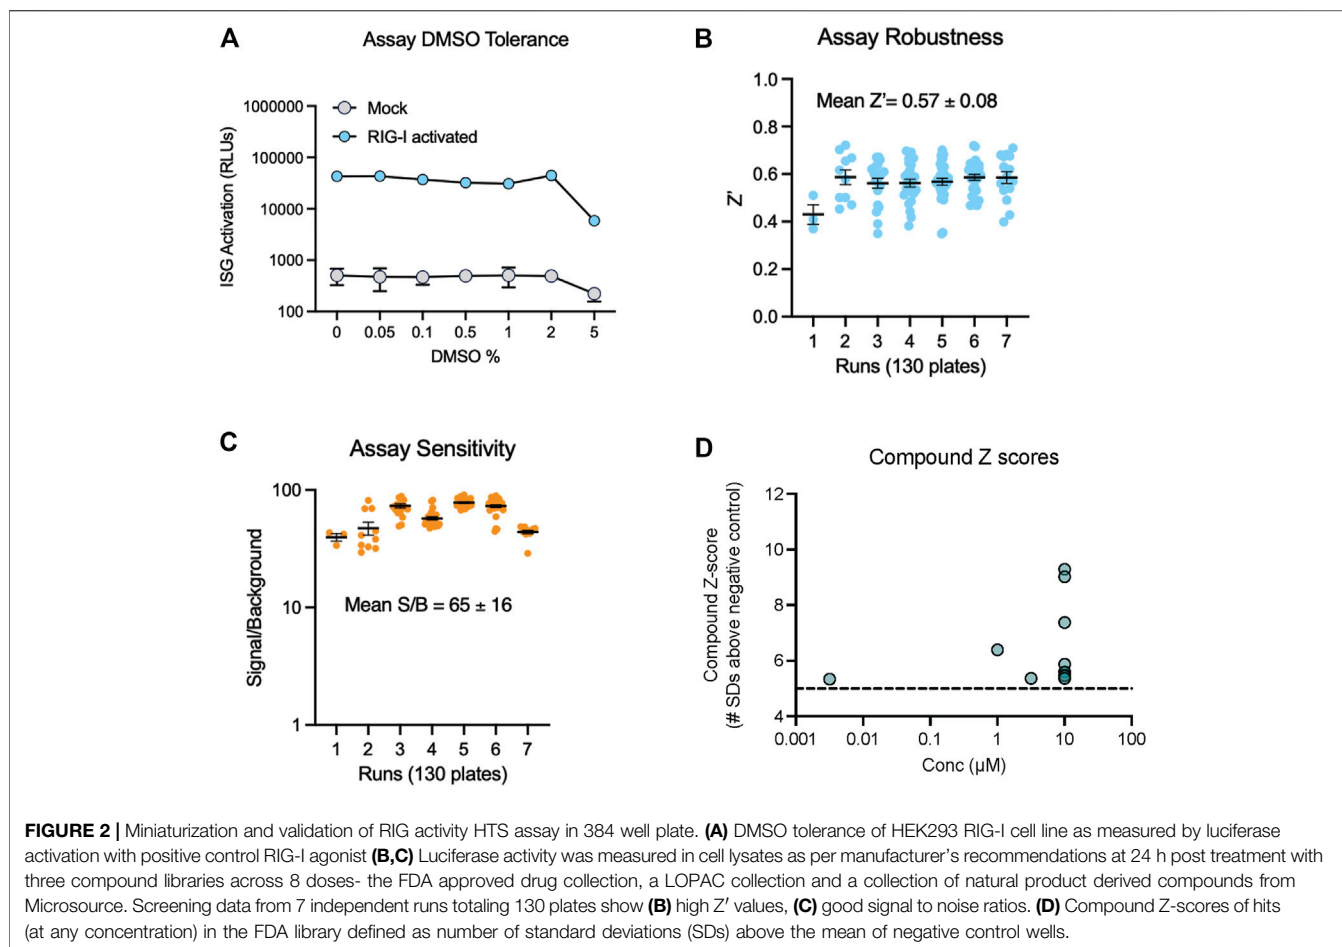 A
Assay DMSO Tolerance
ISG Activation (RLUs)
1000000
100000
10000
1000
100
Mock
RIG-I activated
0 0.05 0.1 0.5 1 2 5
DMSO %
B
Assay Robustness
Z'
1.0
0.8
0.6
0.4
0.2
0.0
Mean Z'= 0.57 ± 0.08
1 2 3 4 5 6 7
Runs (130 plates)
C
Assay Sensitivity
Signal/Background
100
10
1
Mean S/B = 65 ± 16
1 2 3 4 5 6 7
Runs (130 plates)
D
Compound Z scores
Compound Z-score
(# SDs above negative control)
12
10
8
6
4
0.001 0.01 0.1 1 10 100
Conc (µM)
FIGURE 2 | Miniaturization and validation of RIG activity HTS assay in 384 well plate. (A) DMSO tolerance of HEK293 RIG-I cell line as measured by luciferase
activation with positive control RIG-I agonist (B,C) Luciferase activity was measured in cell lysates as per manufacturer's recommendations at 24 h post treatment with
three compound libraries across 8 doses- the FDA approved drug collection, a LOPAC collection and a collection of natural product derived compounds from
Microsource. Screening data from 7 independent runs totaling 130 plates show (B) high Z′ values, (C) good signal to noise ratios. (D) Compound Z-scores of hits
(at any concentration) in the FDA library defined as number of standard deviations (SDs) above the mean of negative control wells.